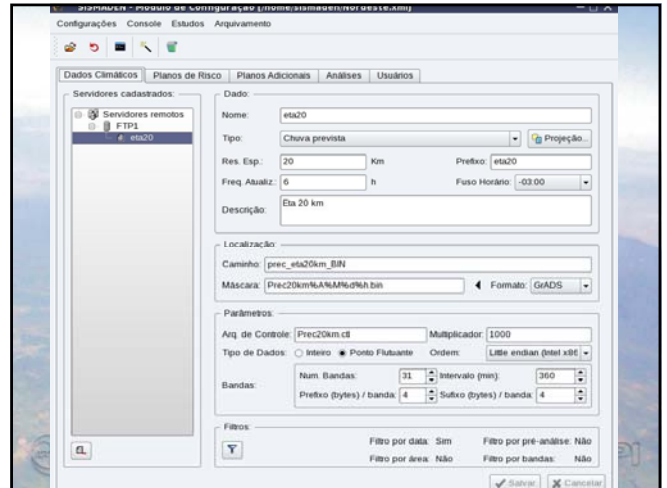 SISMADEN - Módulo de Configuração (/home/sismaden/Nordeste.xml)
Configurações Console Estudos Arquivamento
Dados Climáticos Planos de Risco Planos Adicionais Análises Usuários
Servidores cadastrados:
Servidores remotos
FTP1
eta20
Dado:
Nome: eta20
Tipo: Chuva prevista Projeção...
Res. Esp.: 20 Km Prefixo: eta20
Freq. Atualiz.: 6 h Fuso Horário: -03:00
Descrição: Eta 20 km
Localização:
Caminho: prec_eta20km_BIN
Máscara: Prec20km%A%M%d%h.bin Formato: GrADS
Parâmetros:
Arq. de Controle: Prec20km.ctl Multiplicador: 1000
Tipo de Dados: Inteiro Ponto Flutuante Ordem: Little endian (Intel x86
Bandas:
Num. Bandas: 31 Intervalo (min): 360
Prefixo (bytes) / banda: 4 Sufixo (bytes) / banda: 4
Filtros:
Filtro por data: Sim Filtro por pré-análise: Não
Filtro por área: Não Filtro por bandas: Não
Salvar Cancelar